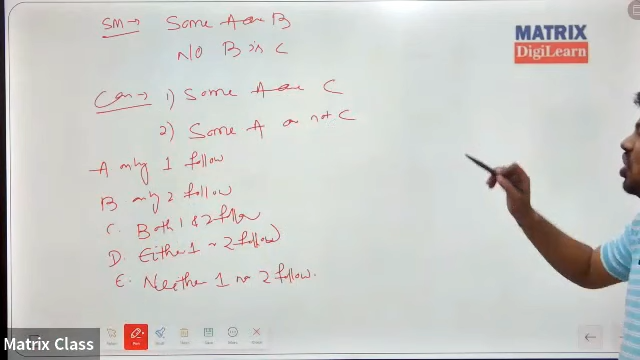 SM → Some A are B
NO B is C
Con → 1) Some A are C
2) Some A are not C
A only 1 follow
B only 2 follow
C. Both 1 & 2 follow
D. Either 1 or 2 follow
E. Neither 1 nor 2 follow.
MATRIX
DigiLearn
Matrix Class